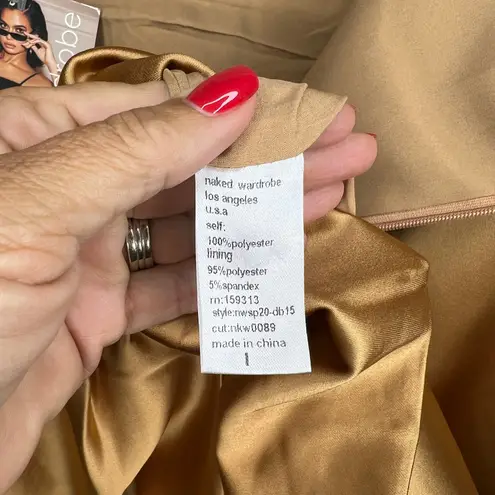 robe
naked wardrobe
los angeles
u.s.a
self:
100%polyester
lining
95%polyester
5%spandex
rn:159313
style:nwsp20-db15
cut:nkw0089
made in china
l